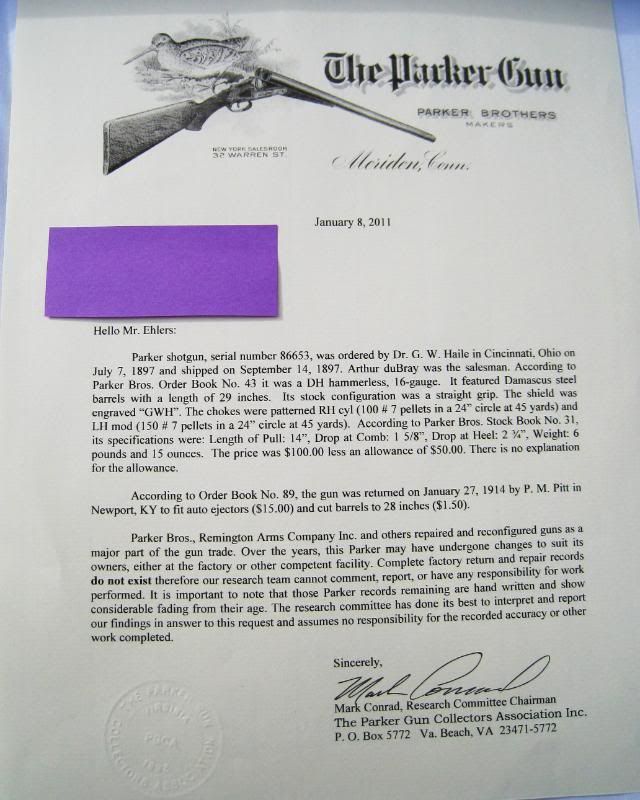 The Parker Gun
PARKER BROTHERS
MAKERS
NEW YORK SALESROOM
32 WARREN ST.
Meriden, Conn.
January 8, 2011
Hello Mr. Ehlers:
Parker shotgun, serial number 86653, was ordered by Dr. G. W. Haile in Cincinnati, Ohio on
July 7, 1897 and shipped on September 14, 1897. Arthur duBray was the salesman. According to
Parker Bros. Order Book No. 43 it was a DH hammerless, 16-gauge. It featured Damascus steel
barrels with a length of 29 inches. Its stock configuration was a straight grip. The shield was
engraved "GWH". The chokes were patterned RH cyl (100 # 7 pellets in a 24" circle at 45 yards) and
LH mod (150 # 7 pellets in a 24" circle at 45 yards). According to Parker Bros. Stock Book No. 31,
its specifications were: Length of Pull: 14", Drop at Comb: 1 5/8", Drop at Heel: 2 ¾", Weight: 6
pounds and 15 ounces. The price was $100.00 less an allowance of $50.00. There is no explanation
for the allowance.
According to Order Book No. 89, the gun was returned on January 27, 1914 by P. M. Pitt in
Newport, KY to fit auto ejectors ($15.00) and cut barrels to 28 inches ($1.50).
Parker Bros., Remington Arms Company Inc. and others repaired and reconfigured guns as a
major part of the gun trade. Over the years, this Parker may have undergone changes to suit its
owners, either at the factory or other competent facility. Complete factory return and repair records
do not exist therefore our research team cannot comment, report, or have any responsibility for work
performed. It is important to note that those Parker records remaining are hand written and show
considerable fading from their age. The research committee has done its best to interpret and report
our findings in answer to this request and assumes no responsibility for the recorded accuracy or other
work completed.
Sincerely,
Mark Conrad
Mark Conrad, Research Committee Chairman
The Parker Gun Collectors Association Inc.
P. O. Box 5772 Va. Beach, VA 23471-5772
THE PARKER GUN
COLLECTORS ASSOCIATION
VIRGINIA
PGCA